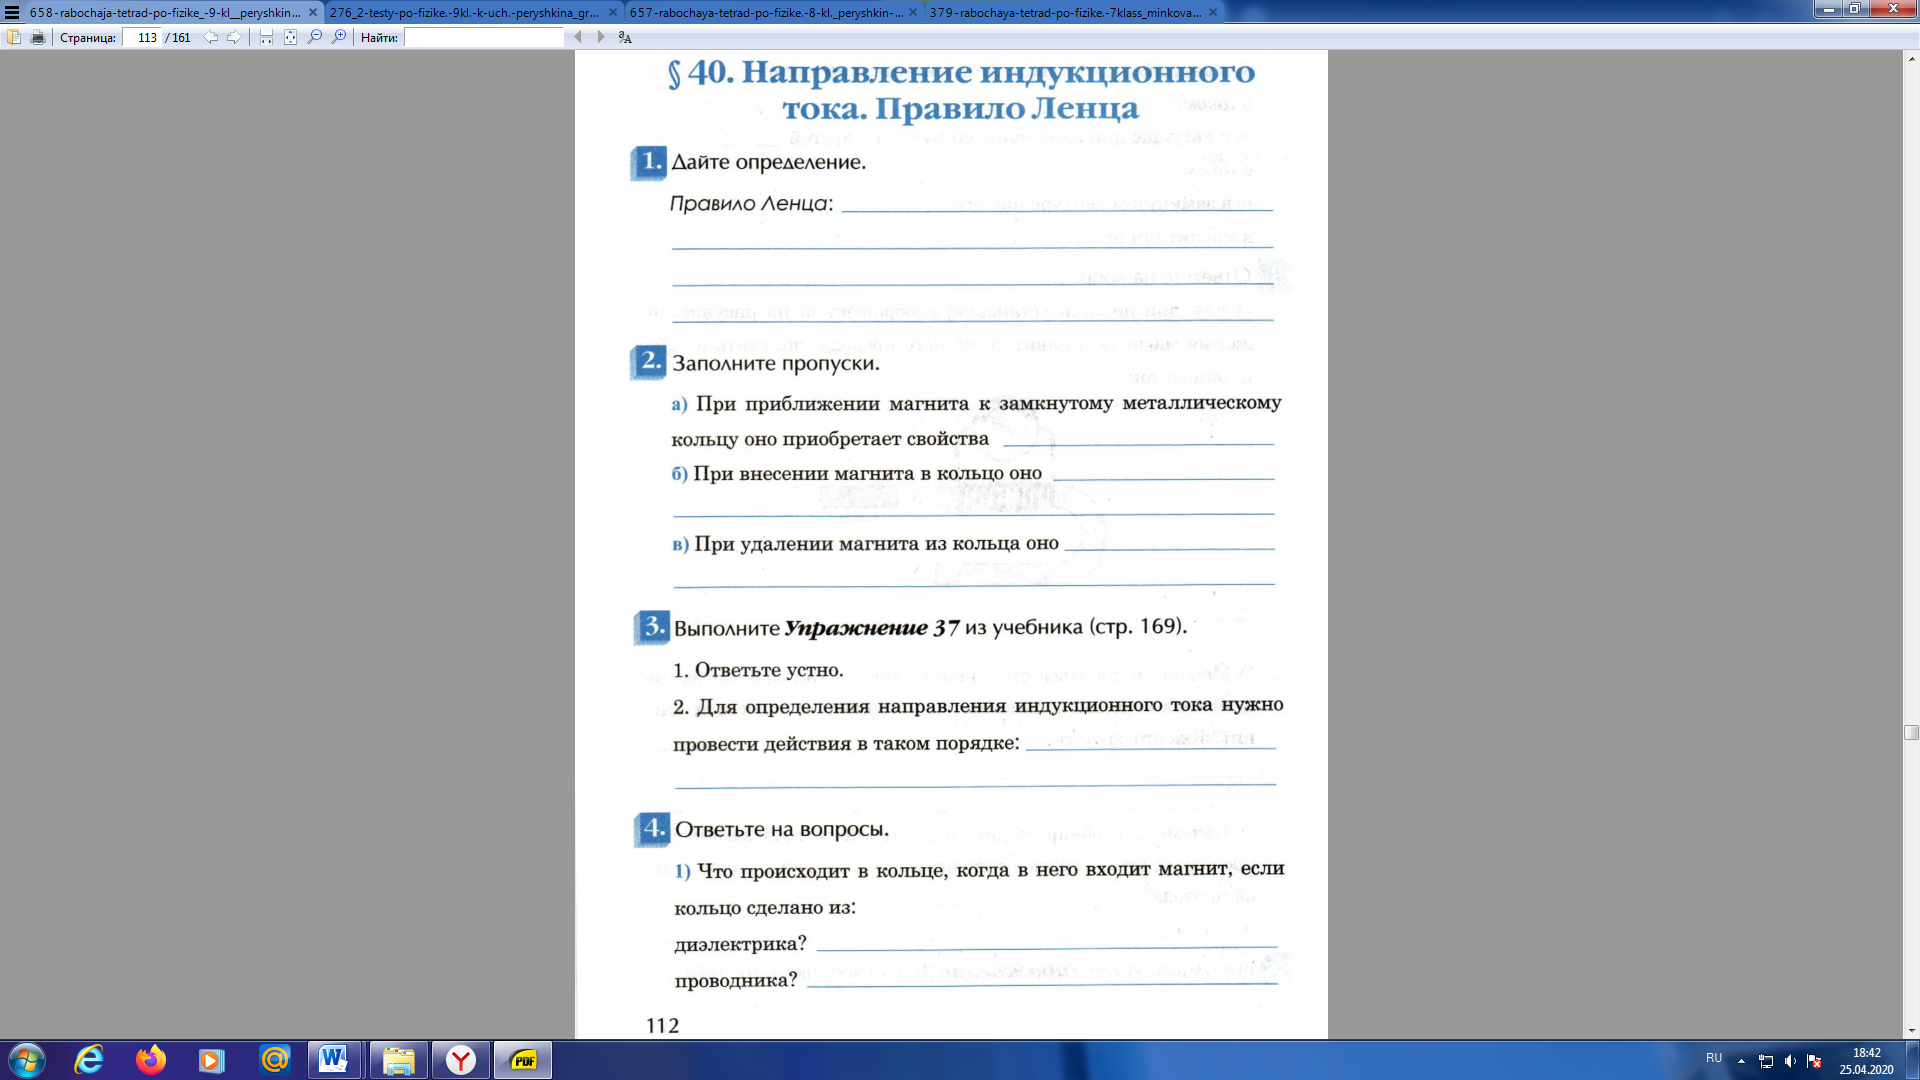 658-rabochaja-tetrad-po-fizike_-9-kl__peryshkin...
276_2-testy-po-fizike.-9kl.-k-uch.-peryshkina_gr...
657-rabochaya-tetrad-po-fizike.-8-kl._peryshkin-...
379-rabochaya-tetrad-po-fizike.-7klass_minkova...
Страница: 113 / 161 Найти:
§ 40. Направление индукционного
тока. Правило Ленца
1. Дайте определение.
Правило Ленца:
2. Заполните пропуски.
а) При приближении магнита к замкнутому металлическому
кольцу оно приобретает свойства
б) При внесении магнита в кольцо оно
в) При удалении магнита из кольца оно
3. Выполните Упражнение 37 из учебника (стр. 169).
1. Ответьте устно.
2. Для определения направления индукционного тока нужно
провести действия в таком порядке:
4. Ответьте на вопросы.
1) Что происходит в кольце, когда в него входит магнит, если
кольцо сделано из:
диэлектрика?
проводника?
112
PDF
RU
18:42
25.04.2020